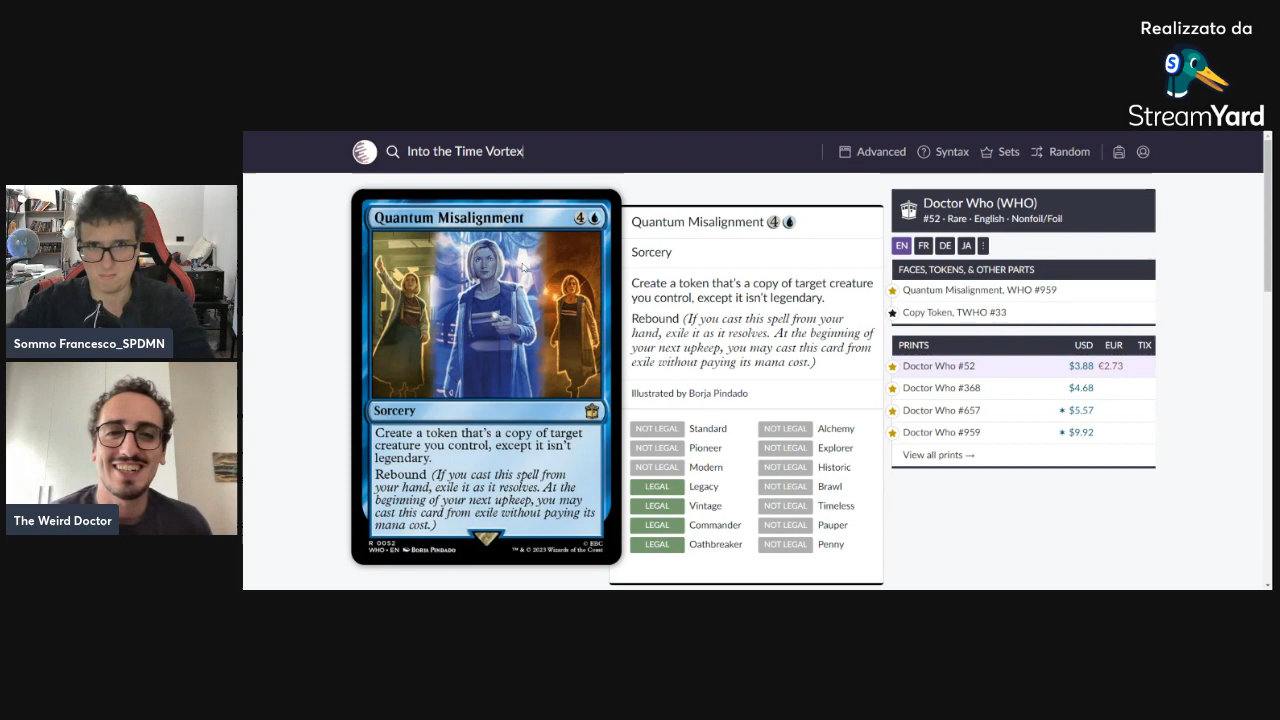 Realizzato da
StreamYard
Into the Time Vortex
Advanced
Syntax
Sets
Random
Sommo Francesco_SPDMN
The Weird Doctor
Quantum Misalignment 4
Sorcery
Create a token that's a copy of target
creature you control, except it isn't
legendary.
Rebound (If you cast this spell from
your hand, exile it as it resolves. At the
beginning of your next upkeep, you may
cast this card from exile without paying its
mana cost.)
R 0052
WHO • EN Borja Pindado
™ & © 2023 Wizards of the Coast
© BBC
Quantum Misalignment 4
Sorcery
Create a token that's a copy of target creature
you control, except it isn't legendary.
Rebound (If you cast this spell from your
hand, exile it as it resolves. At the beginning
of your next upkeep, you may cast this card from
exile without paying its mana cost.)
Illustrated by Borja Pindado
NOT LEGAL Standard NOT LEGAL Alchemy
NOT LEGAL Pioneer NOT LEGAL Explorer
NOT LEGAL Modern NOT LEGAL Historic
LEGAL Legacy NOT LEGAL Brawl
LEGAL Vintage NOT LEGAL Timeless
LEGAL Commander NOT LEGAL Pauper
LEGAL Oathbreaker NOT LEGAL Penny
Doctor Who (WHO)
#52 · Rare · English · Nonfoil/Foil
EN FR DE JA
FACES, TOKENS, & OTHER PARTS
Quantum Misalignment, WHO #959
Copy Token, TWHO #33
PRINTS USD EUR TIX
Doctor Who #52 $3.88 €2.73
Doctor Who #368 $4.68
Doctor Who #657 ✶ $5.57
Doctor Who #959 ✶ $9.92
View all prints →